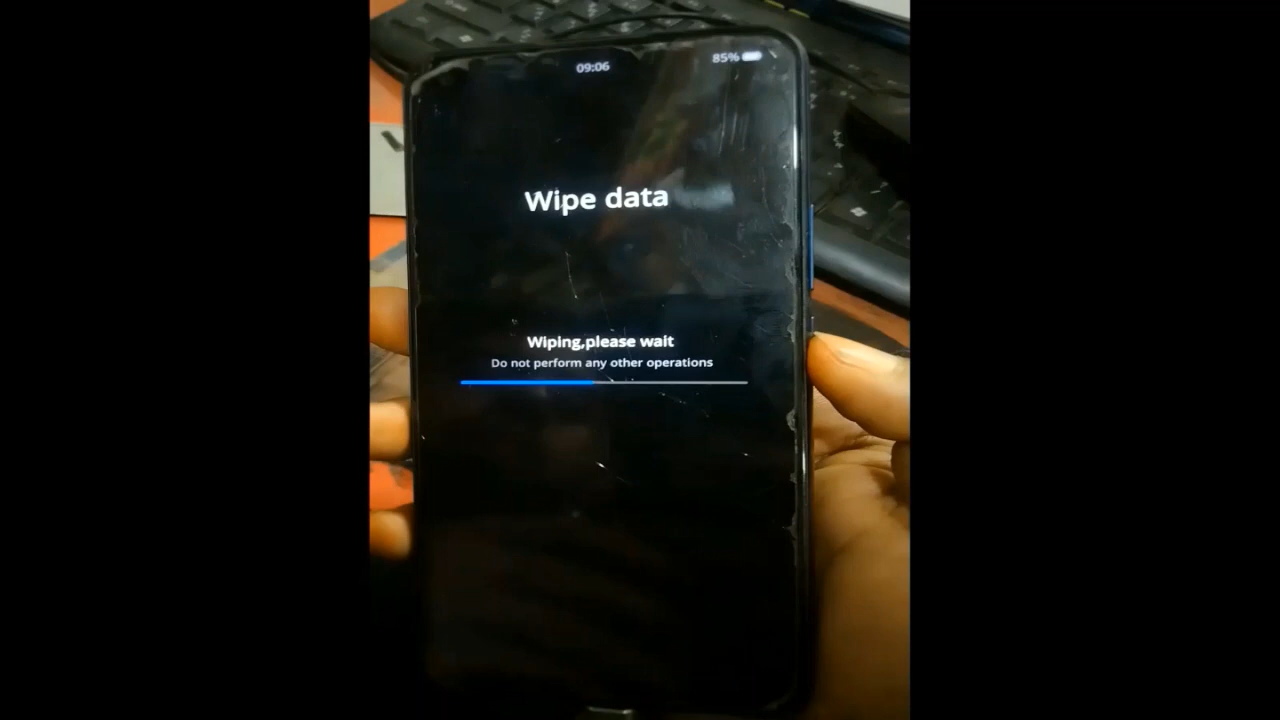 09:06
85%
Wipe data
Wiping,please wait
Do not perform any other operations